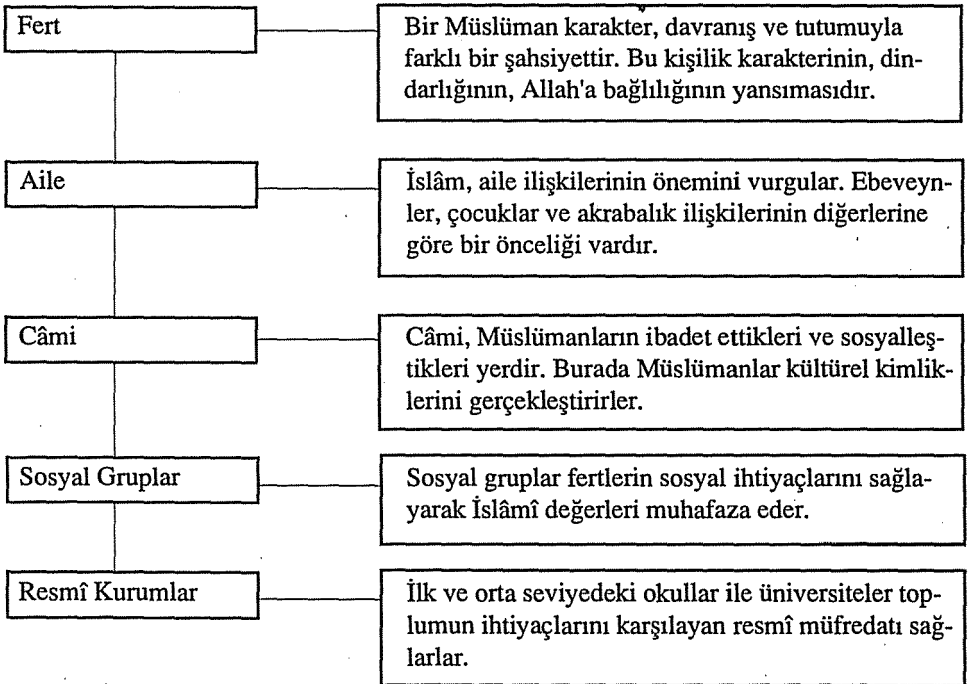 Fert
Bir Müslüman karakter, davranış ve tutumuyla
farklı bir şahsiyettir. Bu kişilik karakterinin, din-
darlığının, Allah'a bağlılığının yansımasıdır.
Aile
İslâm, aile ilişkilerinin önemini vurgular. Ebeveyn-
ler, çocuklar ve akrabalık ilişkilerinin diğerlerine
göre bir önceliği vardır.
Câmi
Câmi, Müslümanların ibadet ettikleri ve sosyalleş-
tikleri yerdir. Burada Müslümanlar kültürel kimlik-
lerini gerçekleştirirler.
Sosyal Gruplar
Sosyal gruplar fertlerin sosyal ihtiyaçlarını sağla-
yarak İslâmî değerleri muhafaza eder.
Resmî Kurumlar
İlk ve orta seviyedeki okullar ile üniversiteler top-
lumun ihtiyaçlarını karşılayan resmî müfredatı sağ-
larlar.